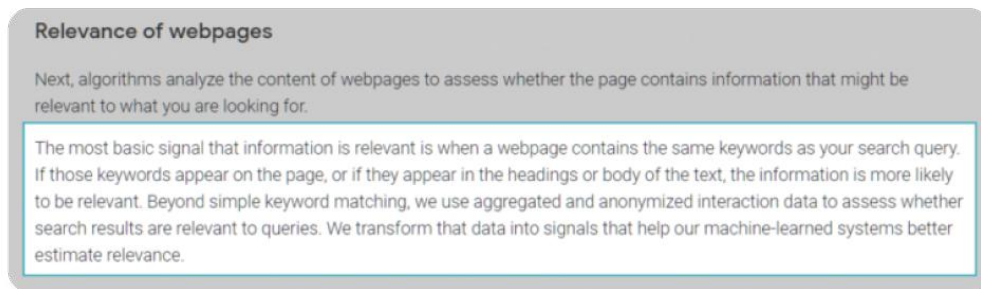 Relevance of webpages
Next, algorithms analyze the content of webpages to assess whether the page contains information that might be
relevant to what you are looking for.
The most basic signal that information is relevant is when a webpage contains the same keywords as your search query.
If those keywords appear on the page, or if they appear in the headings or body of the text, the information is more likely
to be relevant. Beyond simple keyword matching, we use aggregated and anonymized interaction data to assess whether
search results are relevant to queries. We transform that data into signals that help our machine-learned systems better
estimate relevance.